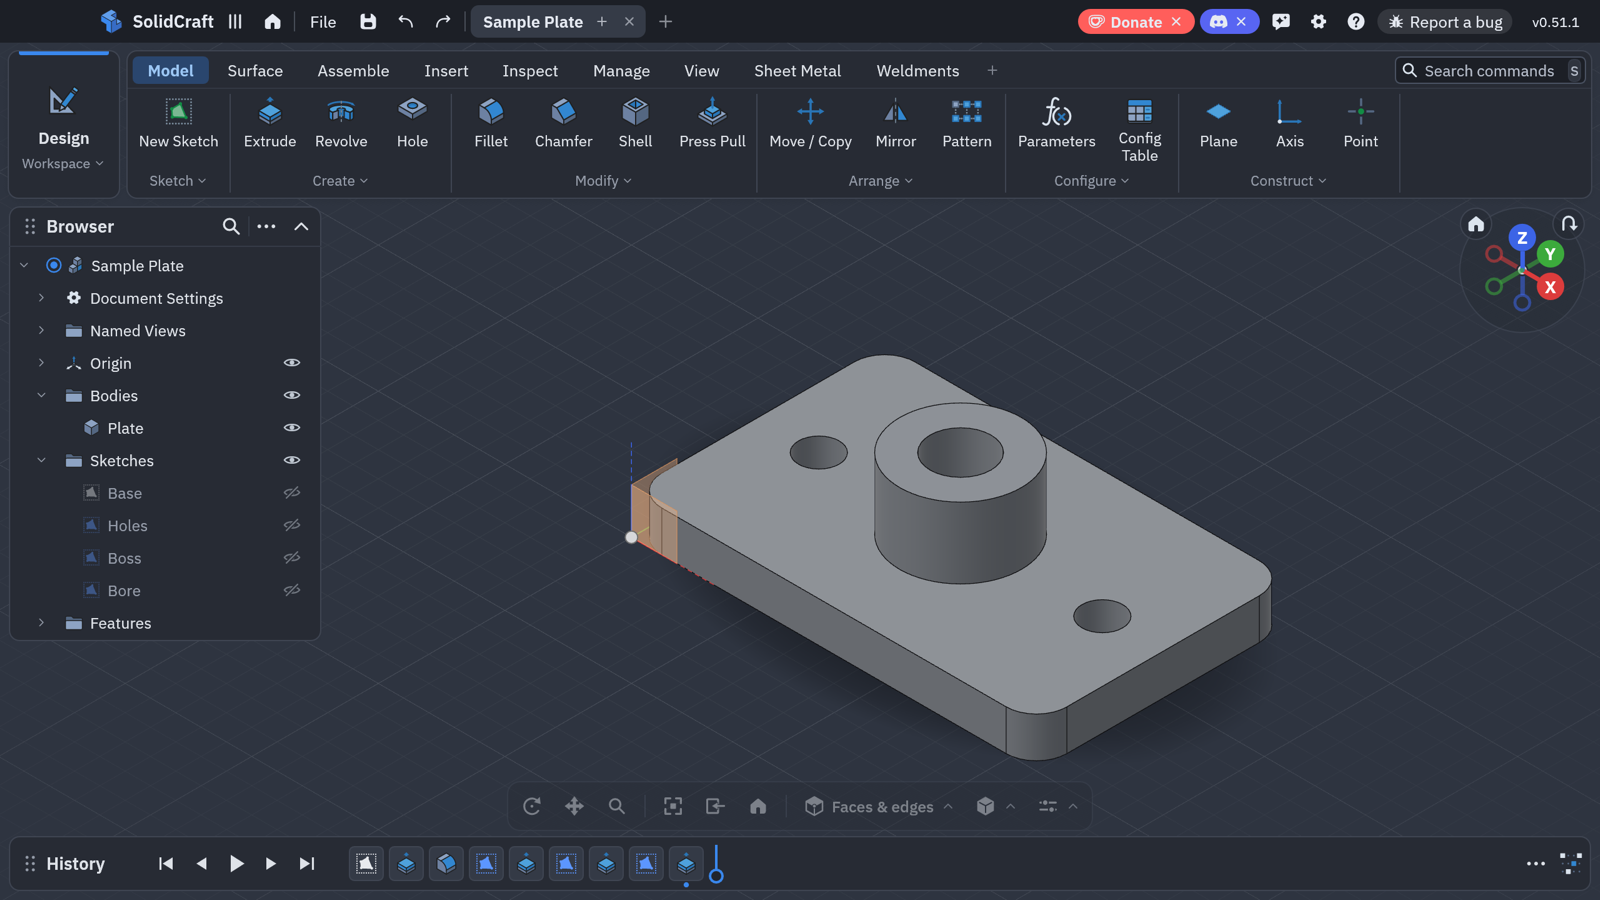 SolidCraft
File
Sample Plate
Donate
Report a bug
v0.51.1
Design
Workspace
Model
Surface
Assemble
Insert
Inspect
Manage
View
Sheet Metal
Weldments
Search commands
S
New Sketch
Extrude
Revolve
Hole
Fillet
Chamfer
Shell
Press Pull
Move / Copy
Mirror
Pattern
Parameters
Config
Table
Plane
Axis
Point
Sketch
Create
Modify
Arrange
Configure
Construct
Browser
Sample Plate
Document Settings
Named Views
Origin
Bodies
Plate
Sketches
Base
Holes
Boss
Bore
Features
Z
Y
X
Faces & edges
History